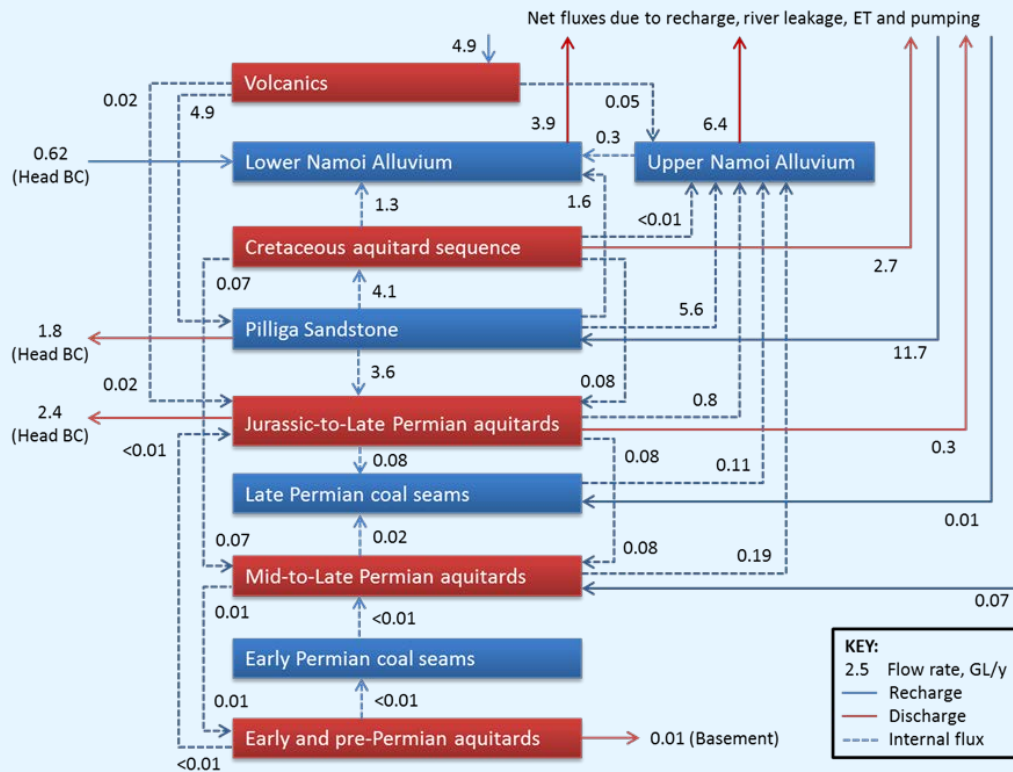 Net fluxes due to recharge, river leakage, ET and pumping
4.9
Volcanics
0.02
4.9
0.05
3.9
6.4
0.3
0.62
(Head BC)
Lower Namoi Alluvium
Upper Namoi Alluvium
1.3
1.6
<0.01
Cretaceous aquitard sequence
2.7
0.07
4.1
5.6
Pilliga Sandstone
1.8
(Head BC)
11.7
3.6
0.02
0.08
0.8
2.4
(Head BC)
Jurassic-to-Late Permian aquitards
<0.01
0.3
0.08
0.08
0.11
Late Permian coal seams
0.01
0.07
0.02
0.08
0.19
Mid-to-Late Permian aquitards
0.07
0.01
<0.01
Early Permian coal seams
0.01
<0.01
Early and pre-Permian aquitards
0.01 (Basement)
<0.01
KEY:
2.5 Flow rate, GL/y
Recharge
Discharge
Internal flux